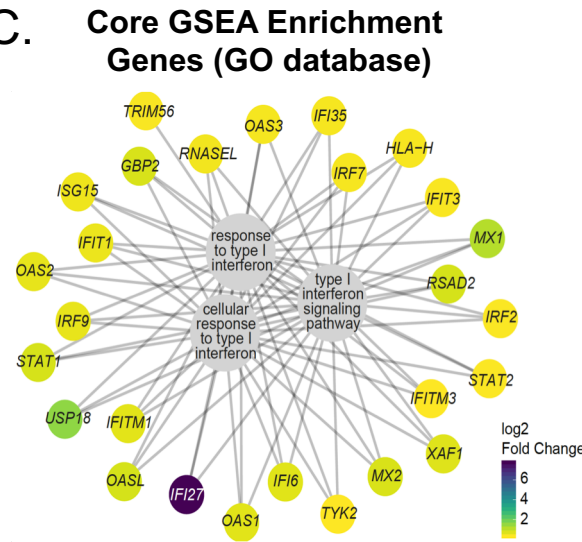 C.
Core GSEA Enrichment
Genes (GO database)
TRIM56
OAS3
IFI35
GBP2
RNASEL
HLA-H
IRF7
ISG15
IFIT3
IFIT1
response
to type I
interferon
MX1
OAS2
type I
interferon
signaling
pathway
RSAD2
IRF9
cellular
response
to type I
interferon
IRF2
STAT1
STAT2
USP18
IFITM1
IFITM3
XAF1
OASL
IFI27
IFI6
MX2
OAS1
TYK2
log2
Fold Change
6
4
2